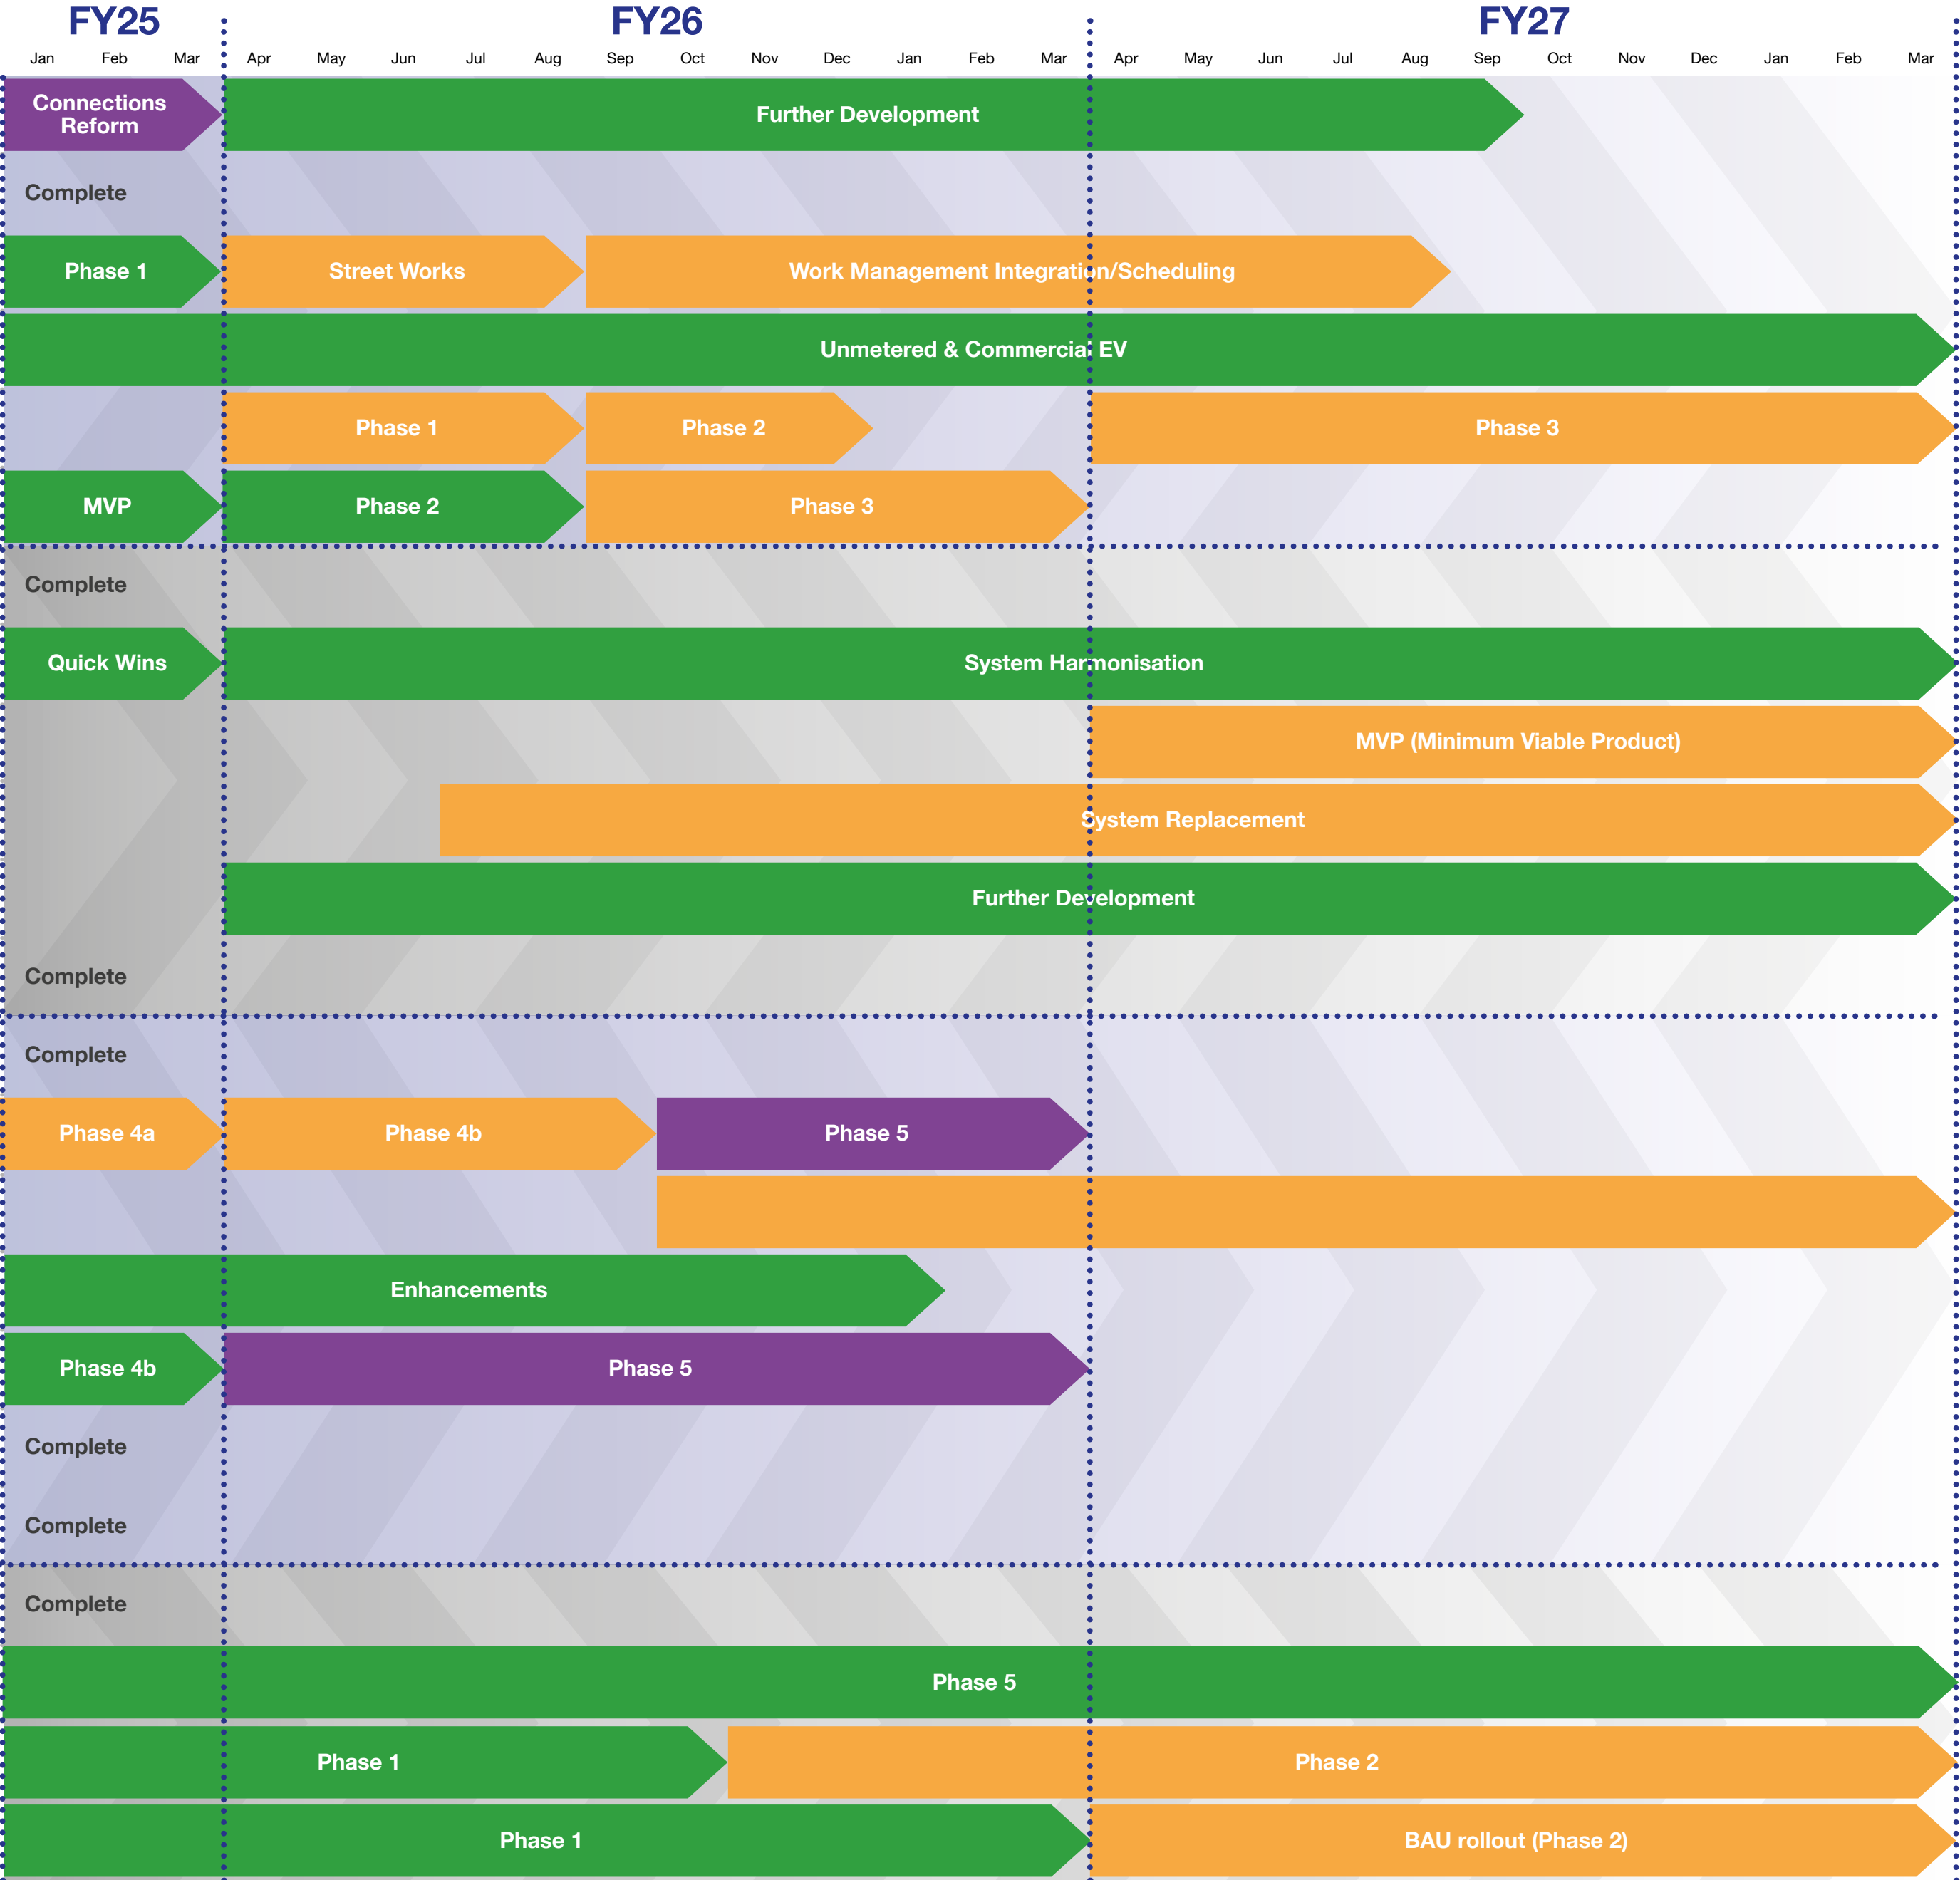 FY25 FY26 FY27
Jan Feb Mar Apr May Jun Jul Aug Sep Oct Nov Dec Jan Feb Mar Apr May Jun Jul Aug Sep Oct Nov Dec Jan Feb Mar
Connections
Reform
Further Development
Complete
Phase 1 Street Works Work Management Integration/Scheduling
Unmetered & Commercial EV
Phase 1 Phase 2 Phase 3
MVP Phase 2 Phase 3
Complete
Quick Wins System Harmonisation
MVP (Minimum Viable Product)
System Replacement
Further Development
Complete
Complete
Phase 4a Phase 4b Phase 5
Enhancements
Phase 4b Phase 5
Complete
Complete
Complete
Phase 5
Phase 1 Phase 2
Phase 1 BAU rollout (Phase 2)